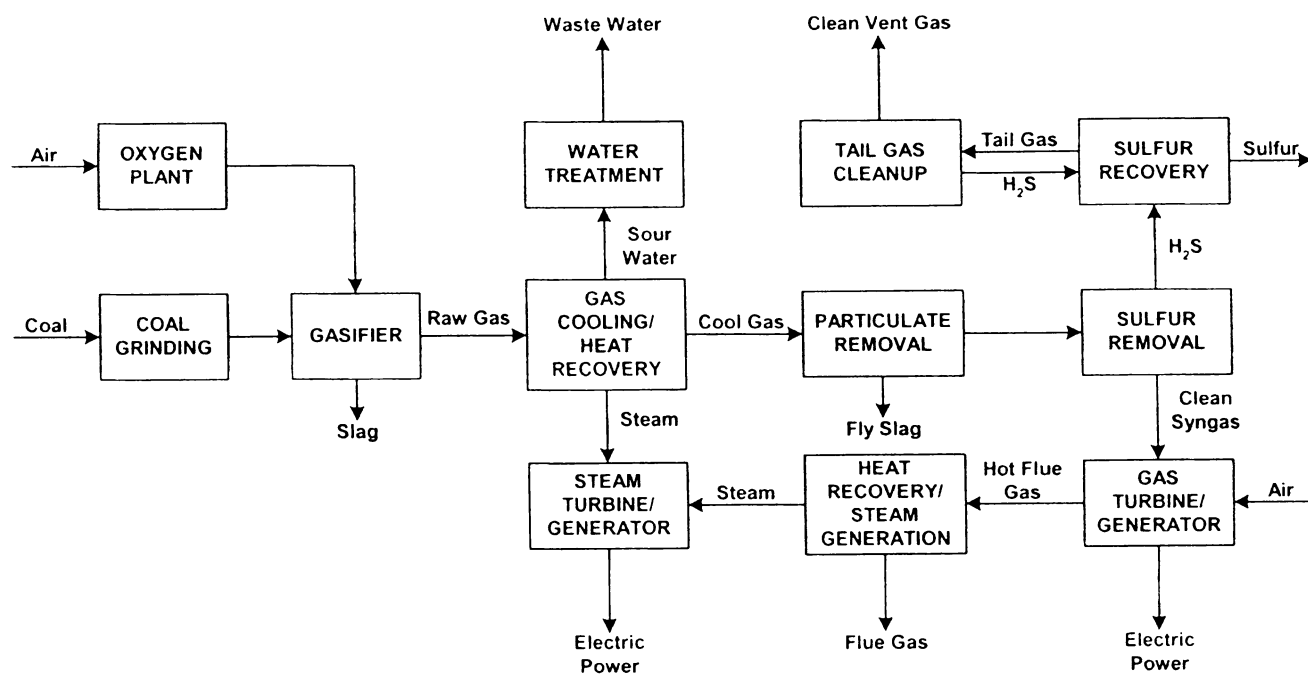 Waste Water
Clean Vent Gas
Air
OXYGEN
PLANT
WATER
TREATMENT
TAIL GAS
CLEANUP
Tail Gas
H₂S
SULFUR
RECOVERY
Sulfur
Sour
Water
H₂S
Coal
COAL
GRINDING
GASIFIER
Raw Gas
GAS
COOLING/
HEAT
RECOVERY
Cool Gas
PARTICULATE
REMOVAL
SULFUR
REMOVAL
Slag
Steam
Fly Slag
Clean
Syngas
STEAM
TURBINE/
GENERATOR
Steam
HEAT
RECOVERY/
STEAM
GENERATION
Hot Flue
Gas
GAS
TURBINE/
GENERATOR
Air
Electric
Power
Flue Gas
Electric
Power